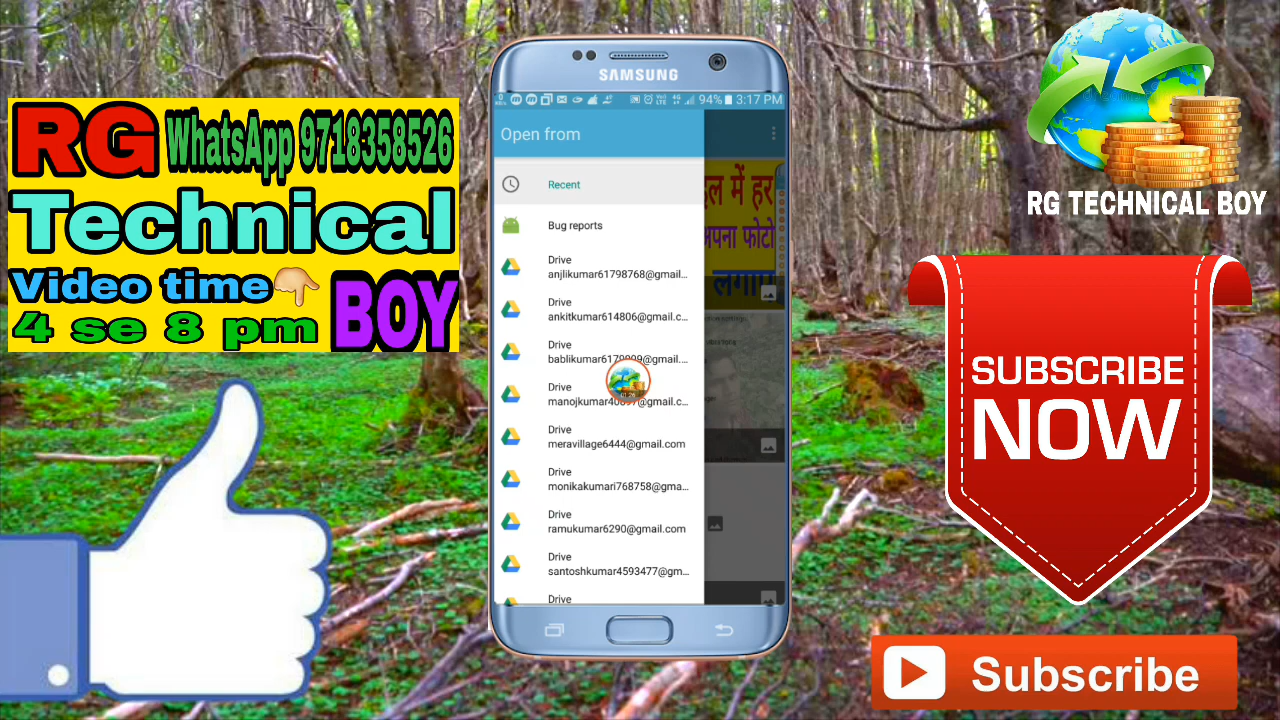 RG WhatsApp 9718358526
Technical
Video time
4 se 8 pm BOY
SAMSUNG
94% 3:17 PM
Open from
Recent
Bug reports
Drive
anjlikumar61798768@gmail...
Drive
ankitkumar614806@gmail.c...
Drive
Drive
Drive
meravillage6444@gmail.com
Drive
monikakumari768758@gma...
Drive
ramukumar6290@gmail.com
Drive
santoshkumar4593477@gm...
Drive
में हर
अपना फोटो
RG TECHNICAL BOY
SUBSCRIBE
NOW
Subscribe